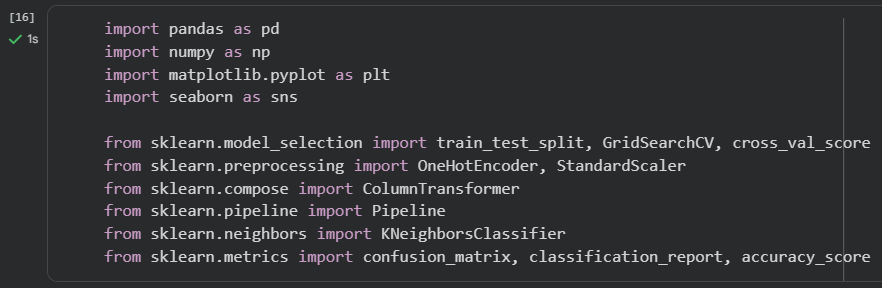 [16]
1s
import pandas as pd
import numpy as np
import matplotlib.pyplot as plt
import seaborn as sns
from sklearn.model_selection import train_test_split, GridSearchCV, cross_val_score
from sklearn.preprocessing import OneHotEncoder, StandardScaler
from sklearn.compose import ColumnTransformer
from sklearn.pipeline import Pipeline
from sklearn.neighbors import KNeighborsClassifier
from sklearn.metrics import confusion_matrix, classification_report, accuracy_score